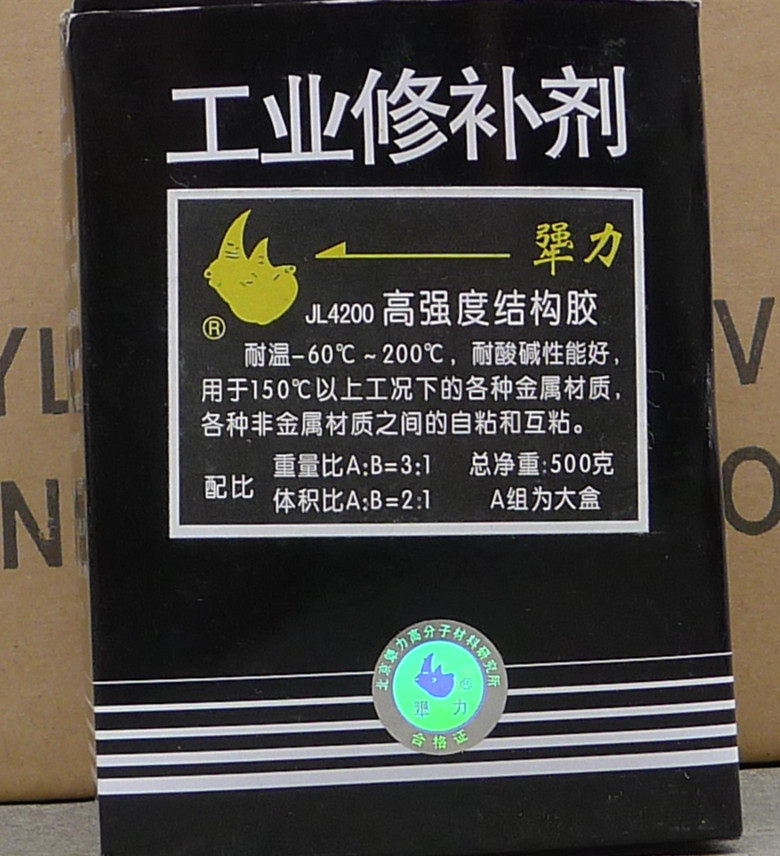 工业修补剂
犟力
®
JL4200 高强度结构胶
耐温-60℃~200℃，耐酸碱性能好，
用于150℃以上工况下的各种金属材质，
各种非金属材质之间的自粘和互粘。
配比 重量比A:B=3:1 总净重:500克
体积比A:B=2:1 A组为大盒
北京犟力高分子材料研究所
®
犟力
合格证
YL
V
N
O